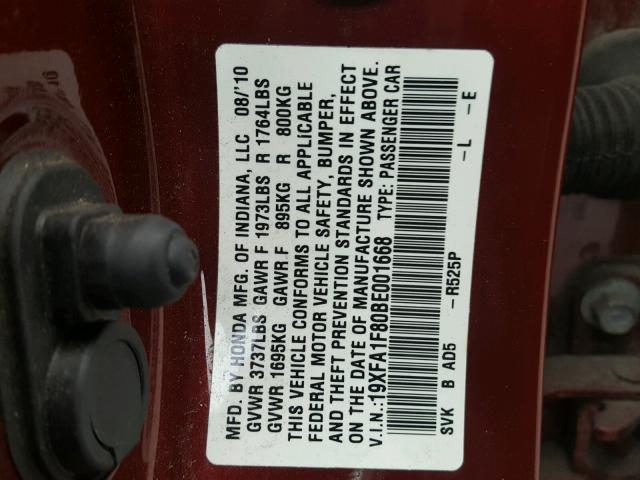 MFD. BY HONDA MFG. OF INDIANA, LLC 08/'10
GVWR 3737LBS GAWR F 1973LBS R 1764LBS
GVWR 1695KG GAWR.F 895KG R 800KG
THIS VEHICLE CONFORMS TO ALL APPLICABLE
FEDERAL MOTOR VEHICLE SAFETY, BUMPER,
AND THEFT PREVENTION STANDARDS IN EFFECT
ON THE DATE OF MANUFACTURE SHOWN ABOVE.
V.I.N.:19XFA1F80BE001668 TYPE: PASSENGER CAR
–R525P –L –E
SVK B AD5